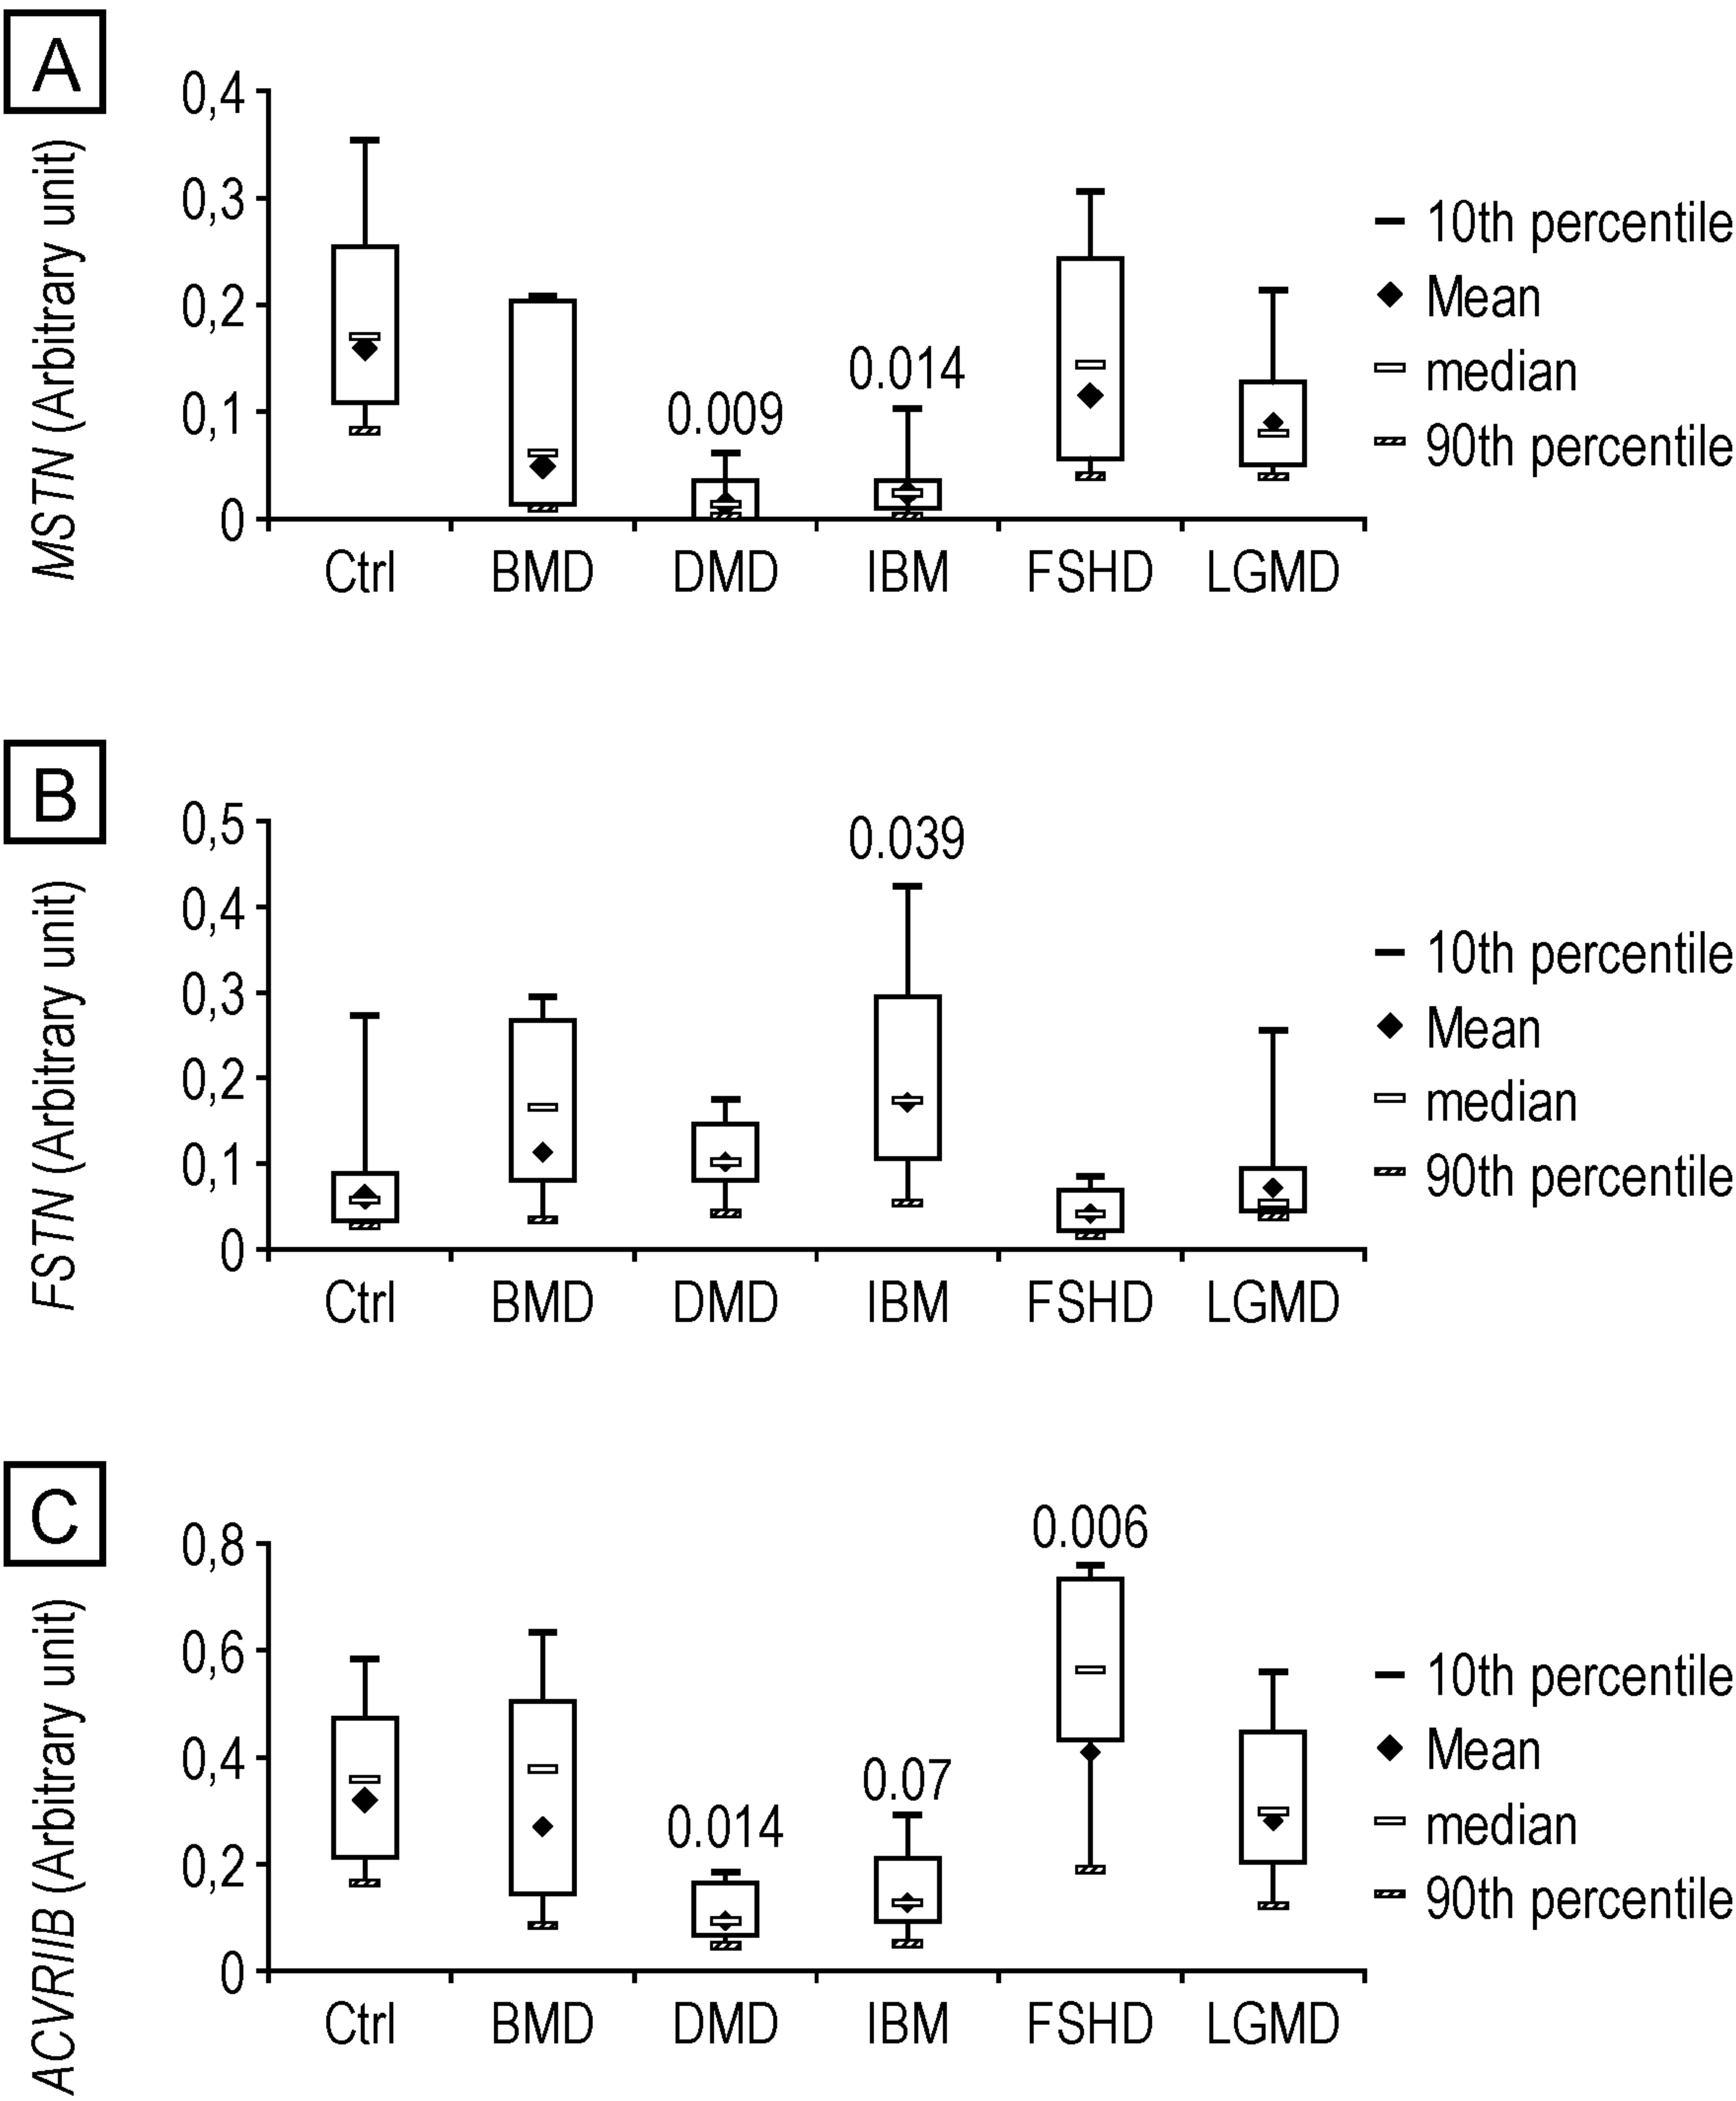 A
MSTN (Arbitrary unit)
0,4
0,3
0,2
0,1
0
0.009
0.014
Ctrl BMD DMD IBM FSHD LGMD
10th percentile
Mean
median
90th percentile
B
FSTN (Arbitrary unit)
0,5
0,4
0,3
0,2
0,1
0
0.039
Ctrl BMD DMD IBM FSHD LGMD
10th percentile
Mean
median
90th percentile
C
ACVRIIB (Arbitrary unit)
0,8
0,6
0,4
0,2
0
0.014
0.07
0.006
Ctrl BMD DMD IBM FSHD LGMD
10th percentile
Mean
median
90th percentile